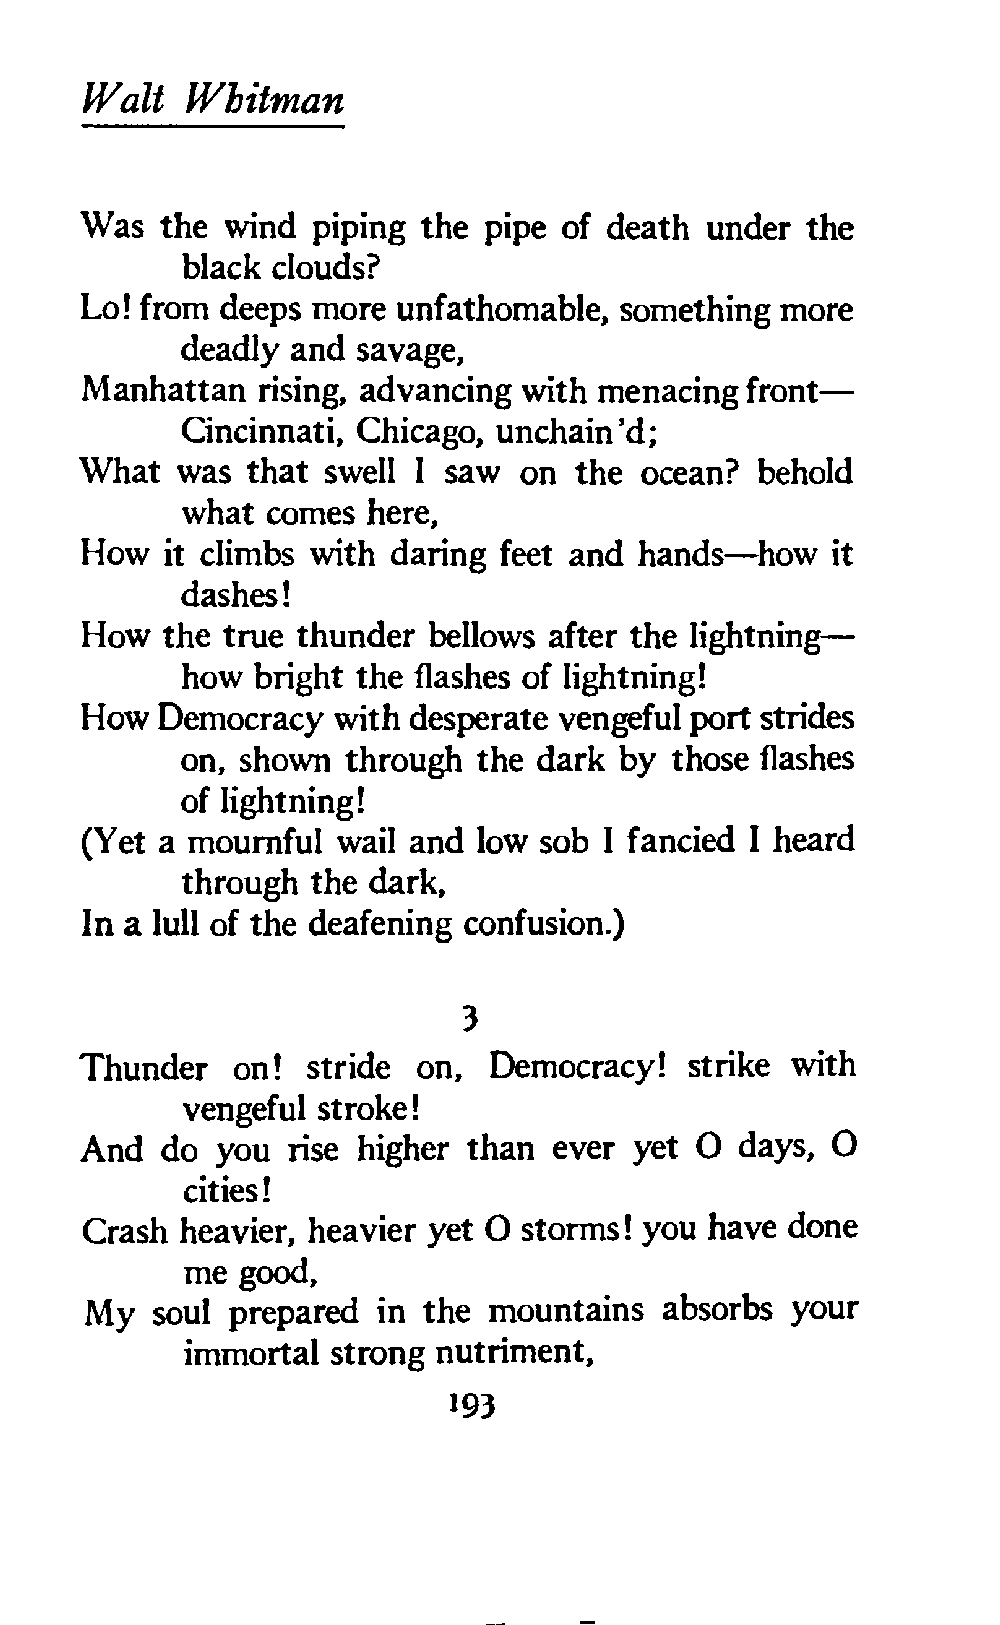 Walt Whitman
Was the wind piping the pipe of death under the
black clouds?
Lo! from deeps more unfathomable, something more
deadly and savage,
Manhattan rising, advancing with menacing front—
Cincinnati, Chicago, unchain'd;
What was that swell I saw on the ocean? behold
what comes here,
How it climbs with daring feet and hands—how it
dashes!
How the true thunder bellows after the lightning—
how bright the flashes of lightning!
How Democracy with desperate vengeful port strides
on, shown through the dark by those flashes
of lightning!
(Yet a mournful wail and low sob I fancied I heard
through the dark,
In a lull of the deafening confusion.)
3
Thunder on! stride on, Democracy! strike with
vengeful stroke!
And do you rise higher than ever yet O days, O
cities!
Crash heavier, heavier yet O storms! you have done
me good,
My soul prepared in the mountains absorbs your
immortal strong nutriment,
193